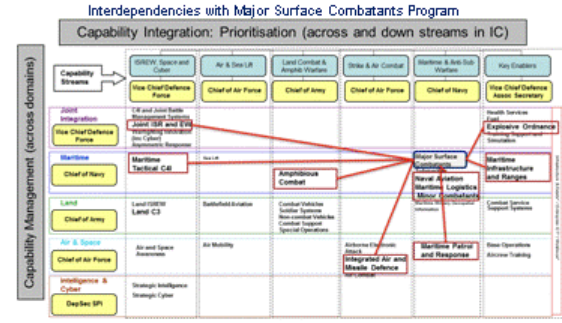 Interdependencies with Major Surface Combatants Program
Capability Integration: Prioritisation (across and down streams in IC)
Capability Management (across domains)
Capability
Streams
ISREW, Space and
Cyber
Air & Sea Lift
Land Combat &
Amphib Warfare
Strike & Air Combat
Maritime & Anti Sub
Warfare
Key Enablers
Vice Chief Defence
Force
Chief of Air Force
Chief of Army
Chief of Air Force
Chief of Navy
Vice Chief Defence
Assoc Secretary
Joint
Integration
Vice Chief Defence
Force
C4I and Joint Battle
Management Systems
Joint ISR and EW
(inc Cyber)
Asymmetric Response
Health Services
Explosive Ordnance
Training Support and
Simulation
Maritime
Chief of Navy
Maritime
Tactical C4I
Amphibious
Combat
Major Surface
Combatants
Naval Aviation
Maritime Logistics
Minor Combatants
Maritime
Infrastructure
and Ranges
Land
Chief of Army
Land ISREW
Land C3
Battlefield Aviation
Combat Vehicles
Soldier Systems
Non-combat Vehicles
Combat Support
Special Operations
Combat Service
Support Systems
Air & Space
Chief of Air Force
Air and Space
Awareness
Air Mobility
Airborne Electronic
Attack
Integrated Air and
Missile Defence
Maritime Patrol
and Response
Base Operations
Aircrew Training
Intelligence &
Cyber
DepSec SPI
Strategic Intelligence
Strategic Cyber